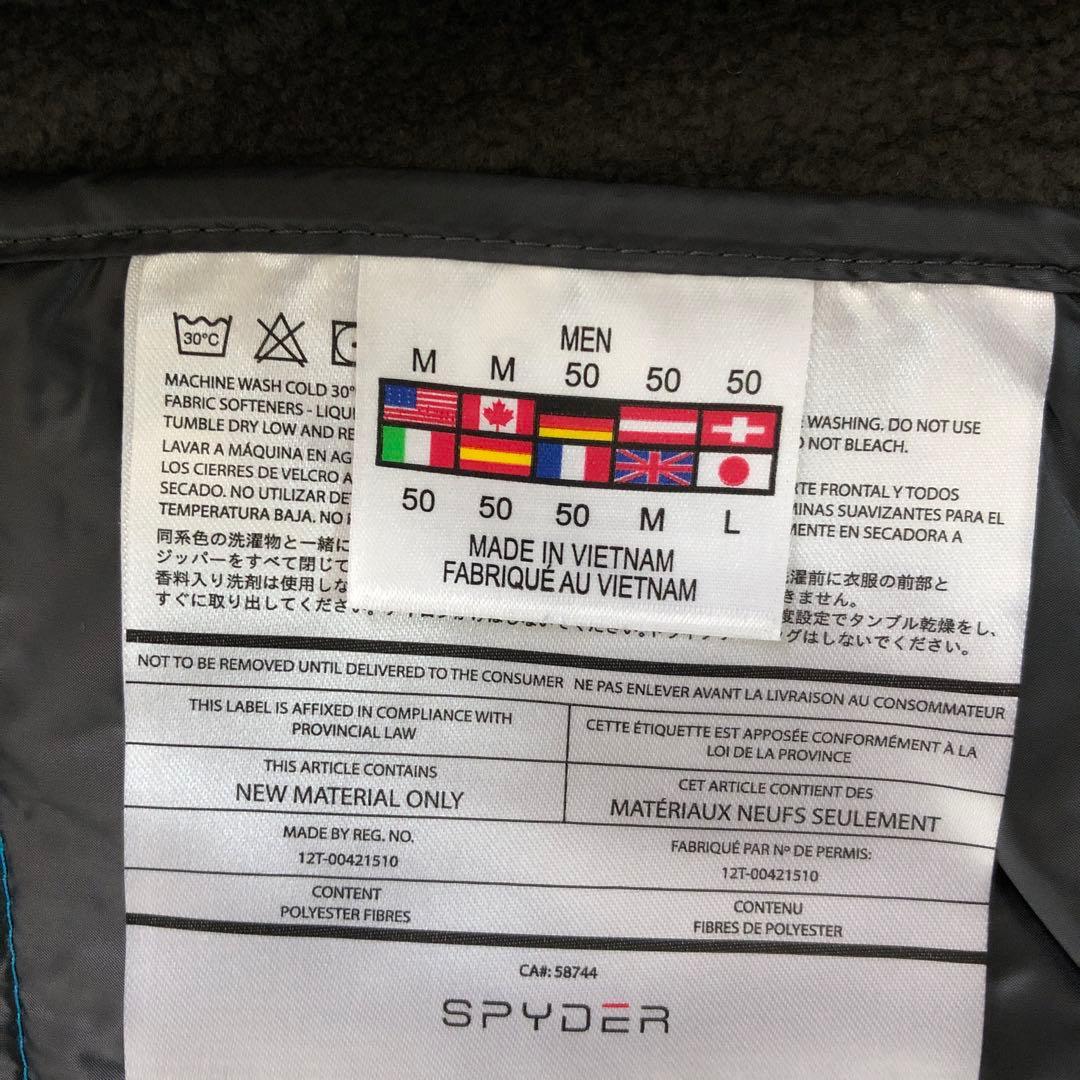 30°C
MEN
M M 50 50 50
50 50 50 M L
MADE IN VIETNAM
FABRIQUÉ AU VIETNAM
MACHINE WASH COLD 30°
FABRIC SOFTENERS - LIQU
TUMBLE DRY LOW AND RE
WASHING. DO NOT USE
NOT BLEACH.
LAVAR A MÁQUINA EN AG
LOS CIERRES DE VELCRO A
SECADO. NO UTILIZAR DE
TEMPERATURA BAJA. NO
RTE FRONTAL Y TODOS
MINAS SUAVIZANTES PARA EL
MENTE EN SECADORA A
同系色の洗濯物と一緒に
ジッパーをすべて閉じて
香料入り洗剤は使用しな
すぐに取り出してください。
洗濯前に衣服の前部と
きません。
度設定でタンブル乾燥をし、
グはしないでください。
NOT TO BE REMOVED UNTIL DELIVERED TO THE CONSUMER NE PAS ENLEVER AVANT LA LIVRAISON AU CONSOMMATEUR
THIS LABEL IS AFFIXED IN COMPLIANCE WITH
PROVINCIAL LAW
CETTE ÉTIQUETTE EST APPOSÉE CONFORMÉMENT À LA
LOI DE LA PROVINCE
THIS ARTICLE CONTAINS
NEW MATERIAL ONLY
CET ARTICLE CONTIENT DES
MATÉRIAUX NEUFS SEULEMENT
MADE BY REG. NO.
12T-00421510
FABRIQUÉ PAR Nº DE PERMIS:
12T-00421510
CONTENT
POLYESTER FIBRES
CONTENU
FIBRES DE POLYESTER
CA#: 58744
SPYDER